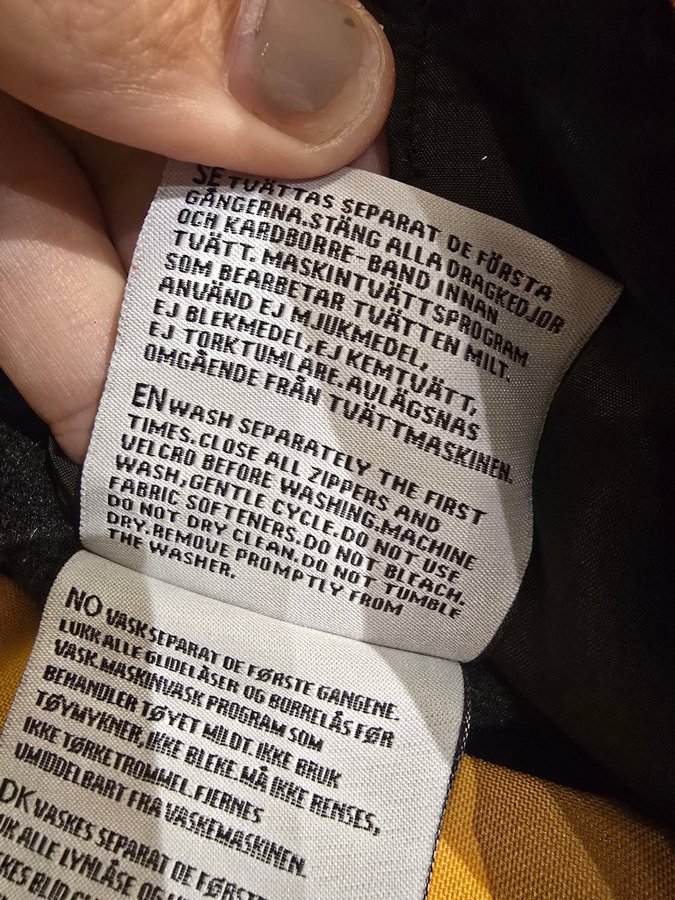 SE TVÄTTAS SEPARAT DE FÖRSTA
GÅNGERNA.STÄNG ALLA DRAGKEDJOR
OCH KARDBORRE-BAND INNAN
TVÄTT. MASKINTVÄTTSPROGRAM
SOM BEARBETAR TVÄTTEN MILT.
ANVÄND EJ MJUKMEDEL,
EJ BLEKMEDEL,EJ KEMTVÄTT,
EJ TORKTUMLARE.AVLÄGSNAS
OMGÅENDE FRÅN TVÄTTMASKINEN.
EN WASH SEPARATELY THE FIRST
TIMES.CLOSE ALL ZIPPERS AND
VELCRO BEFORE WASHING.MACHINE
WASH,GENTLE CYCLE.DO NOT USE
FABRIC SOFTENERS.DO NOT BLEACH.
DO NOT DRY CLEAN.DO NOT TUMBLE
DRY.REMOVE PROMPTLY FROM
THE WASHER.
NO VASK SEPARAT DE FØRSTE GANGENE.
LUKK ALLE GLIDELÅSER OG BORRELÅS FØR
VASK.MASKINVASK PROGRAM SOM
BEHANDLER TØYET MILDT. IKKE BRUK
TØYMYKNER,IKKE BLEKE.MÅ IKKE RENSES,
IKKE TØRKETROMMEL.FJERNES
UMIDDELBART FRA VASKEMASKINEN.
DK VASKES SEPARAT DE FØRSTE
UK ALLE LYNLÅSE OG